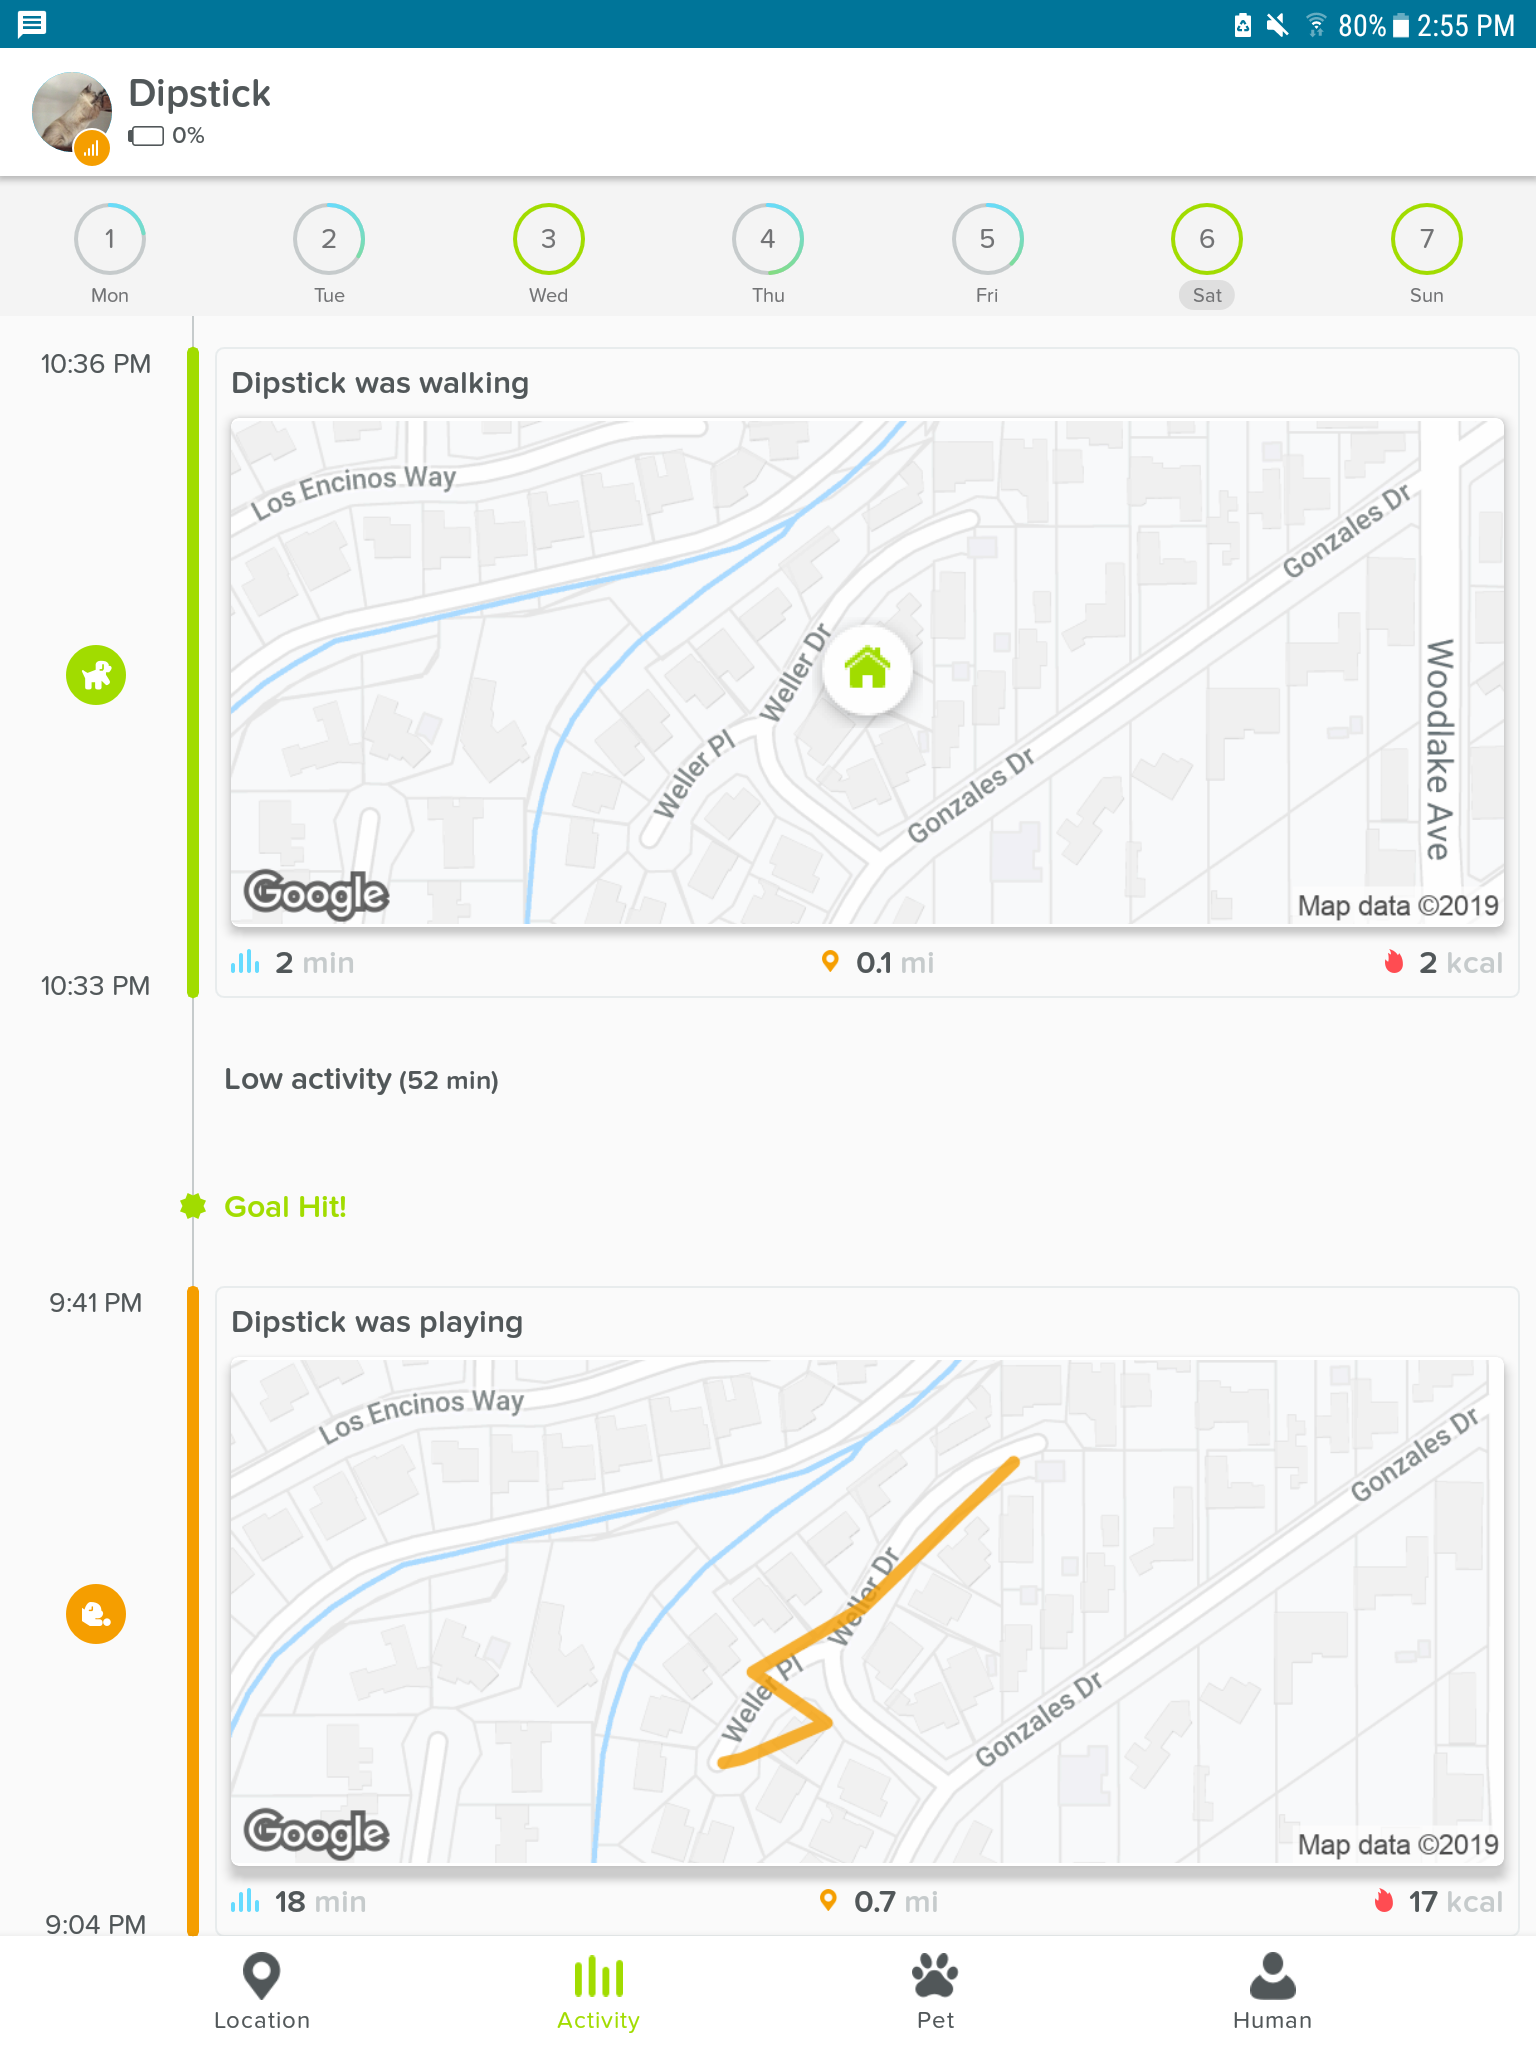 80% 2:55 PM
Dipstick
0%
1 2 3 4 5 6 7
Mon Tue Wed Thu Fri Sat Sun
10:36 PM
Dipstick was walking
Los Encinos Way
Gonzales Dr
Weller Dr
Woodlake Ave
Weller Pl
Gonzales Dr
Google
Map data ©2019
2 min 0.1 mi 2 kcal
10:33 PM
Low activity (52 min)
Goal Hit!
9:41 PM
Dipstick was playing
Los Encinos Way
Gonzales Dr
Weller Dr
Weller Pl
Gonzales Dr
Google
Map data ©2019
18 min 0.7 mi 17 kcal
9:04 PM
Location Activity Pet Human